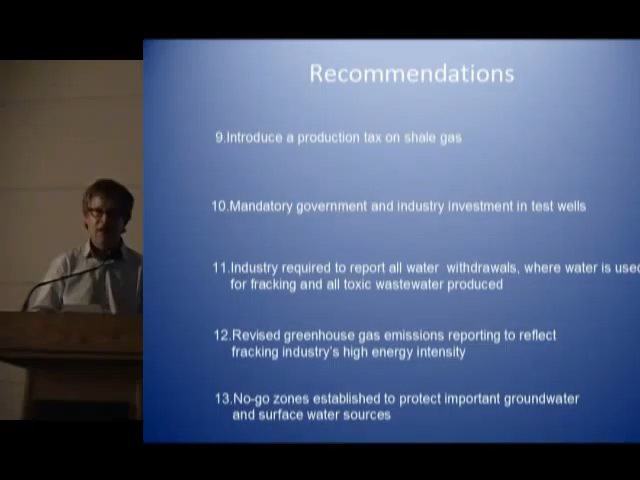 Recommendations
9.Introduce a production tax on shale gas
10.Mandatory government and industry investment in test wells
11.Industry required to report all water withdrawals, where water is used
for fracking and all toxic wastewater produced
12.Revised greenhouse gas emissions reporting to reflect
fracking industry's high energy intensity
13.No-go zones established to protect important groundwater
and surface water sources